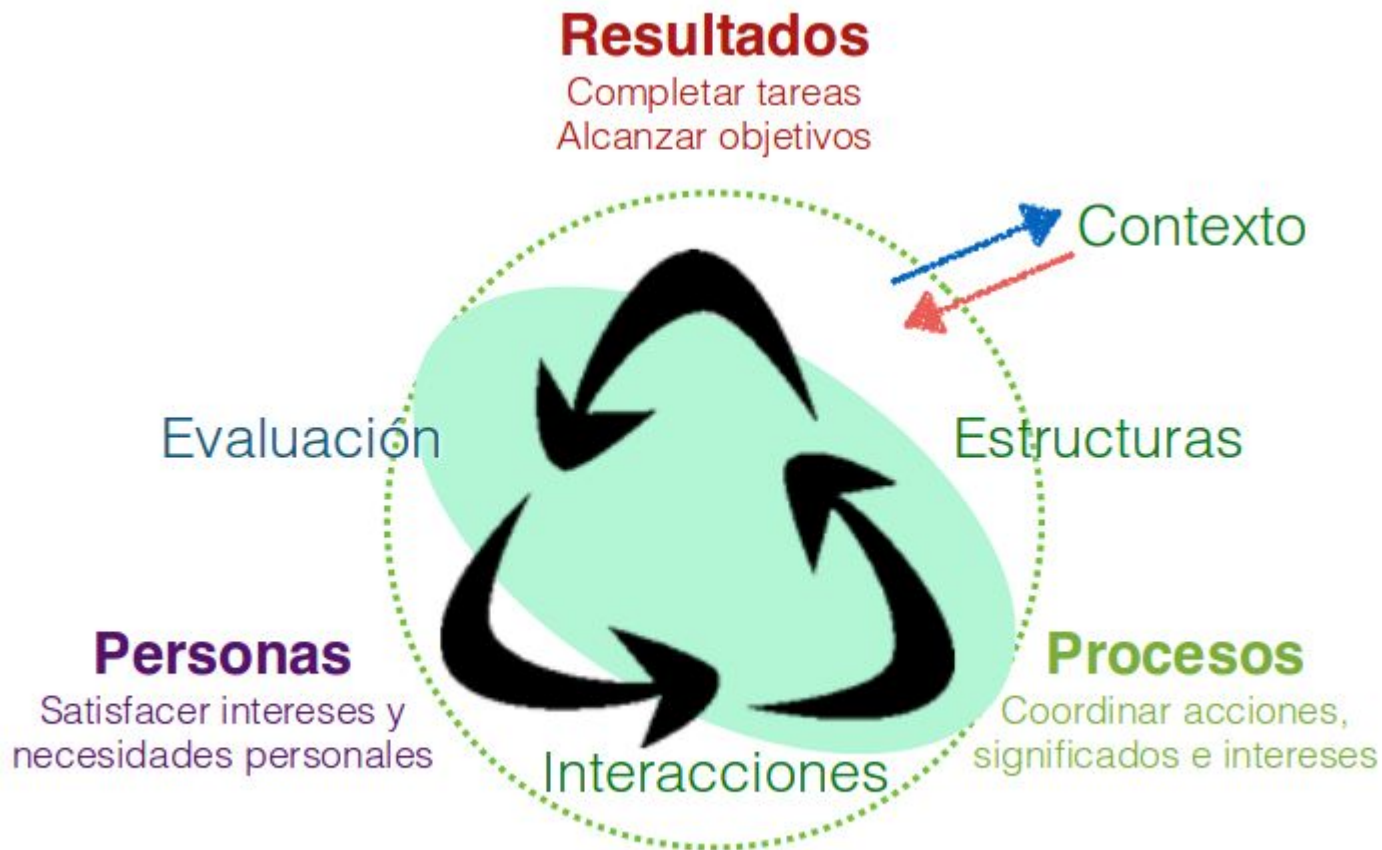 Resultados
Completar tareas
Alcanzar objetivos
Contexto
Evaluación
Estructuras
Personas
Satisfacer intereses y
necesidades personales
Procesos
Coordinar acciones,
significados e intereses
Interacciones